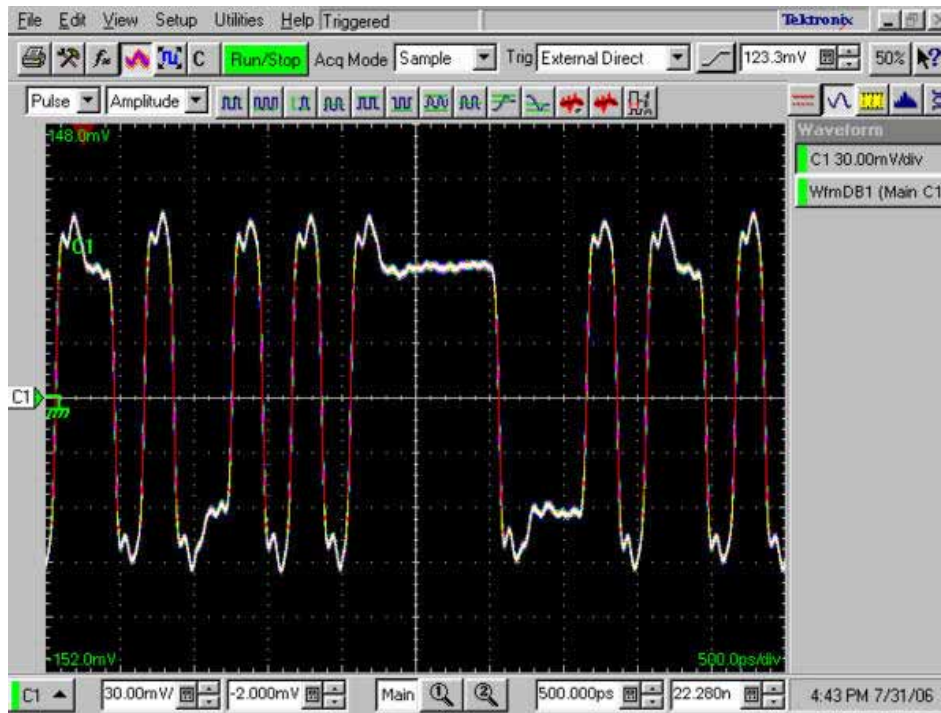 File Edit View Setup Utilities Help Triggered Tektronix
C Run/Stop Acq Mode Sample Trig External Direct 123.3mV 50% ?
Pulse Amplitude
148.0mV
C1
C1
-152.0mV 500.0ps/div
Waveform
C1 30.00mV/div
WfmDB1 (Main C1
C1 30.00mV/ -2.000mV Main 1 2 500.000ps 22.280n 4:43 PM 7/31/06